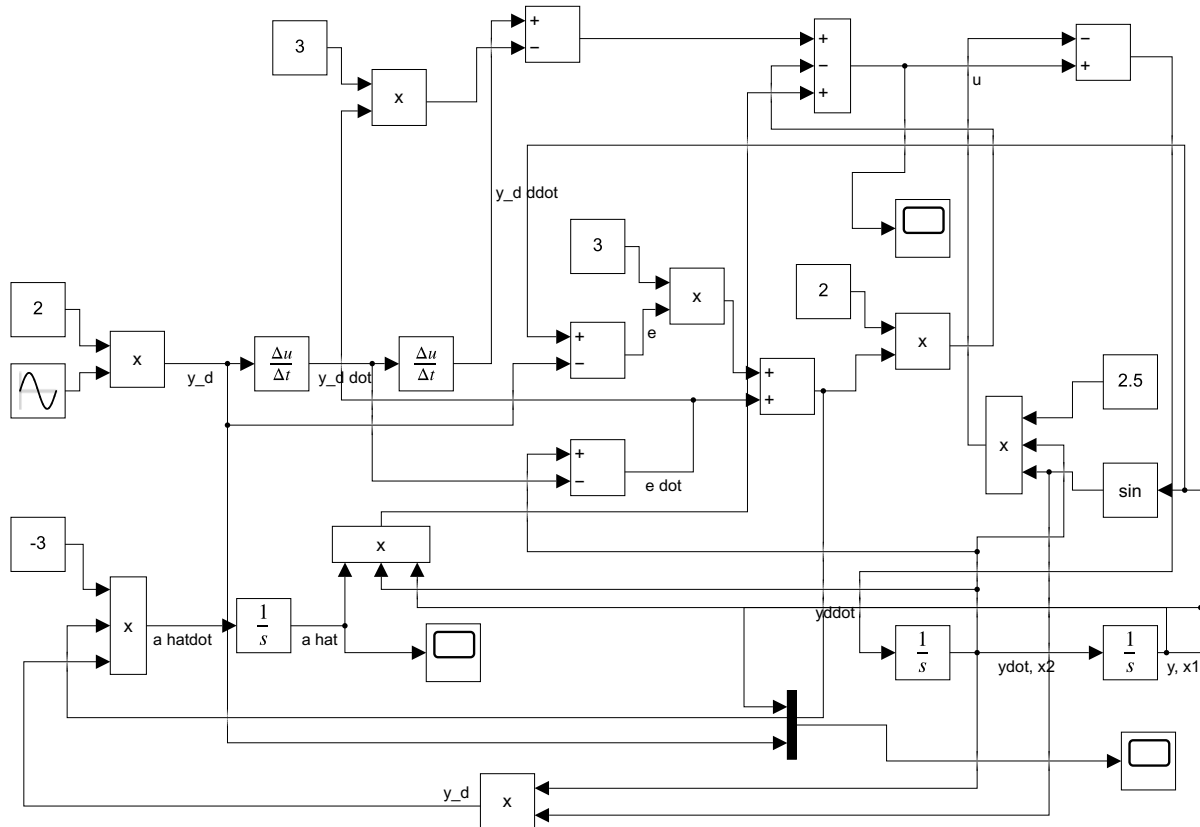 +
−
3
x
+
−
+
−
+
u
y_d ddot
3
x
2
x
2
x
y_d
Δu
Δt
y_d dot
Δu
Δt
+
−
e
+
+
x
2.5
sin
+
−
e dot
-3
x
a hatdot
1
s
a hat
x
yddot
1
s
ydot, x2
1
s
y, x1
y_d
x